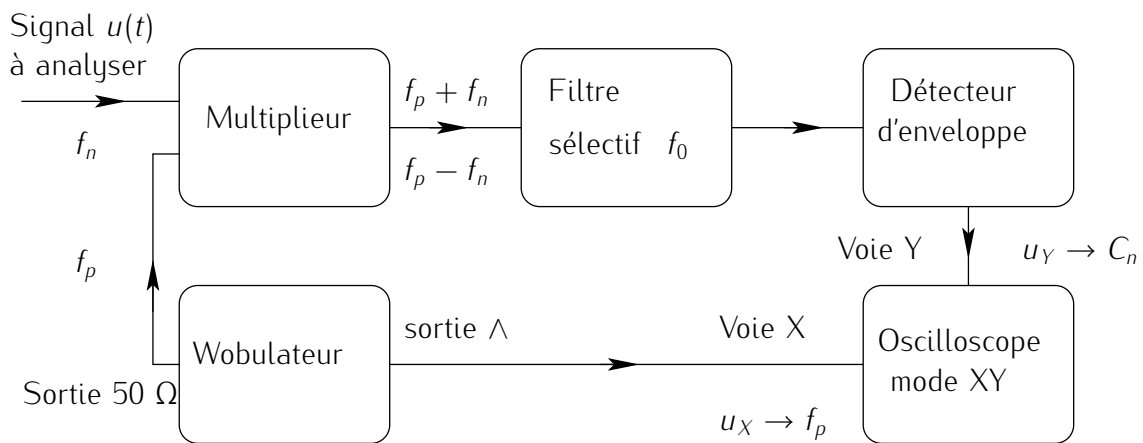 Signal u(t)
à analyser
f_n
Multiplieur
f_p + f_n
f_p − f_n
Filtre
sélectif f_0
Détecteur
d'enveloppe
f_p
Voie Y
u_Y → C_n
Sortie 50 Ω
Wobulateur
sortie ∧
Voie X
u_X → f_p
Oscilloscope
mode XY